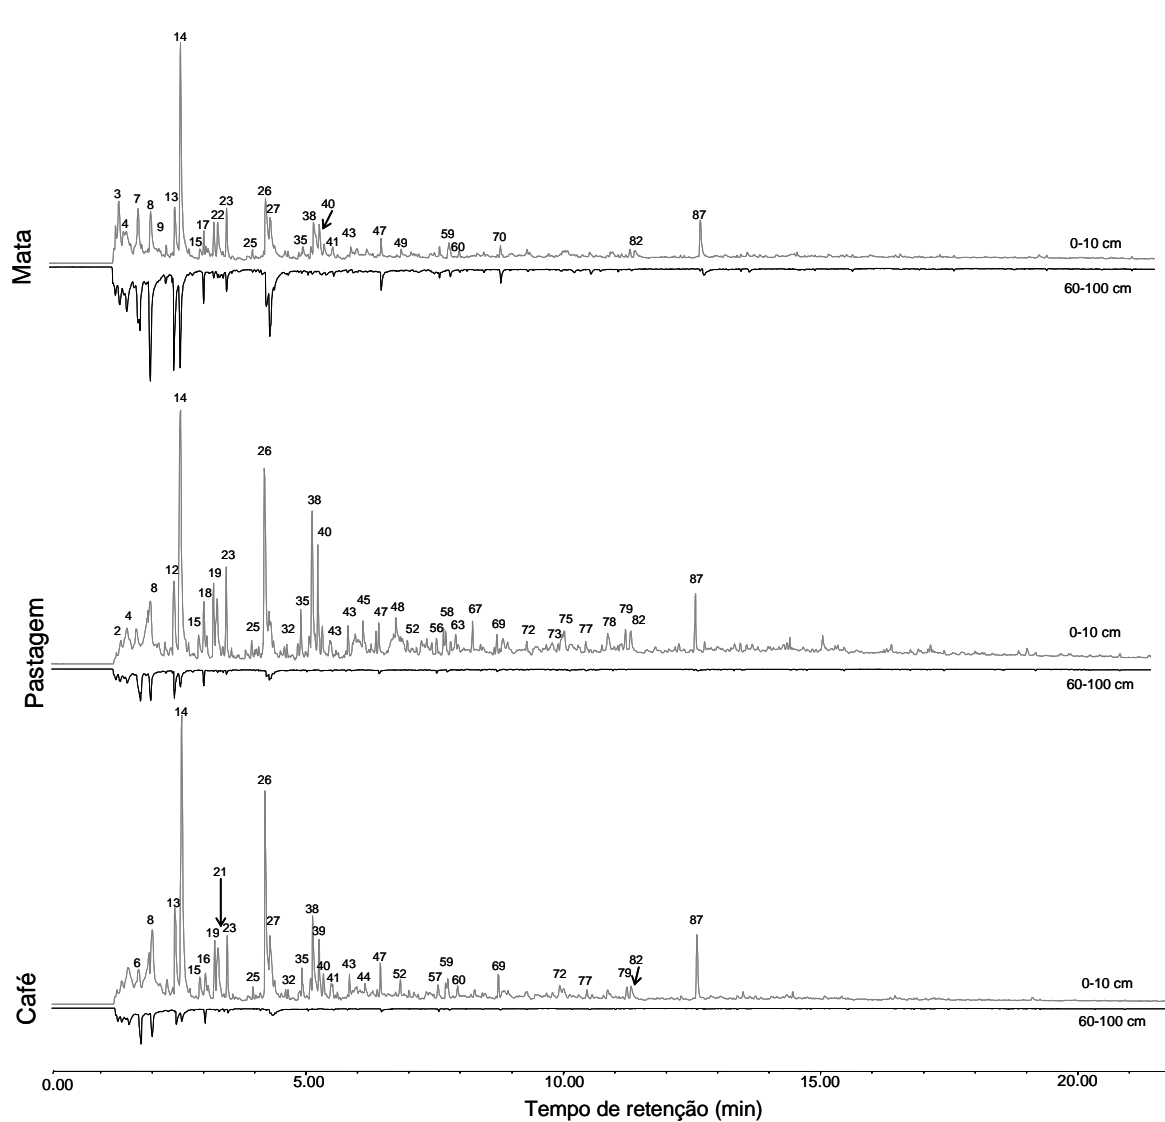 14
3 4 7 8 9 13 15 17 22 23 25 26 27 35 38 40 41 43 47 49 59 60 70 82 87
0-10 cm
60-100 cm
Mata
14
2 4 8 12 15 18 19 23 25 26 32 35 38 40 43 43 45 47 48 52 56 58 63 67 69 72 73 75 77 78 79 82 87
0-10 cm
60-100 cm
Pastagem
14
6 8 13 15 16 19 21 23 25 26 27 32 35 38 39 40 41 43 44 47 52 57 59 60 69 72 77 79 82 87
0-10 cm
60-100 cm
Café
0.00 5.00 10.00 15.00 20.00
Tempo de retenção (min)